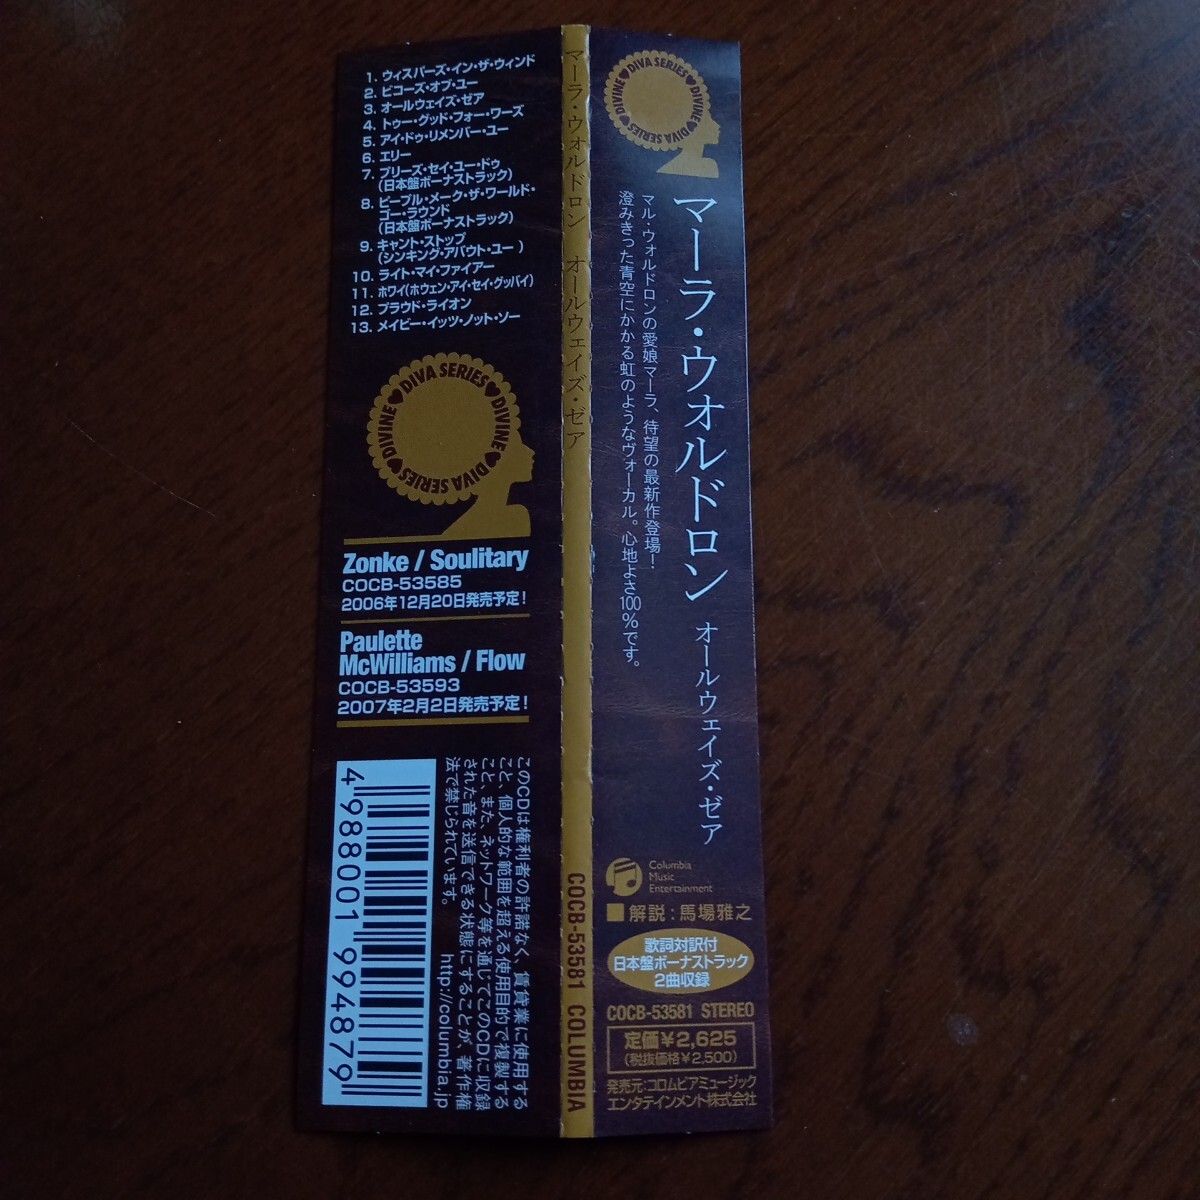 1. ウィスパーズ・イン・ザ・ウィンド
2. ビコーズ・オブ・ユー
3. オールウェイズ・ゼア
4. トゥー・グッド・フォー・ワーズ
5. アイ・ドゥ・リメンバー・ユー
6. エリー
7. プリーズ・セイ・ユー・ドゥ
(日本盤ボーナストラック)
8. ピープル・メーク・ザ・ワールド・
ゴー・ラウンド
(日本盤ボーナストラック)
9. キャント・ストップ
(シンキング・アバウト・ユー)
10. ライト・マイ・ファイアー
11. ホワイ(ホウェン・アイ・セイ・グッバイ)
12. プラウド・ライオン
13. メイビー・イッツ・ノット・ソー
DIVINE♥DIVA SERIES♥DIVINE♥DIVA SERIES♥
Zonke / Soulitary
COCB-53585
2006年12月20日発売予定!
Paulette
McWilliams / Flow
COCB-53593
2007年2月2日発売予定!
このCDは権利者の許諾なく、賃貸業に使用する
こと、個人的な範囲を超える使用目的で複製する
こと、また、ネットワーク等を通じてこのCDに収録
された音を送信できる状態にすることが、著作権
法で禁じられています。 http://columbia.jp
4988001994879
マーラ・ウォルドロン オールウェイズ・ゼア
COCB-53581 COLUMBIA
DIVINE♥DIVA SERIES♥DIVINE♥DIVA SERIES♥
マーラ・ウォルドロン オールウェイズ・ゼア
マル・ウォルドロンの愛娘マーラ、待望の最新作登場!
澄みきった青空にかかる虹のようなヴォーカル。心地よさ100%です。
Columbia
Music
Entertainment
■解説:馬場雅之
歌詞対訳付
日本盤ボーナストラック
2曲収録
COCB-53581 STEREO
定価¥2,625
(税抜価格¥2,500)
発売元:コロムビアミュージック
エンタテインメント株式会社